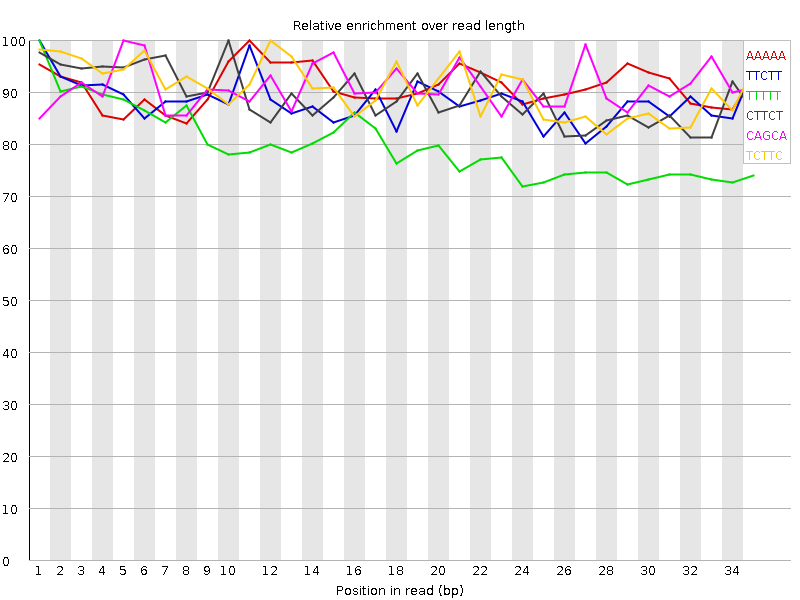 Relative enrichment over read length
100
90
80
70
60
50
40
30
20
10
0
AAAAA
TTCTT
TTTTT
CTTCT
CAGCA
TCTTC
1 2 3 4 5 6 7 8 9 10 12 14 16 18 20 22 24 26 28 30 32 34
Position in read (bp)